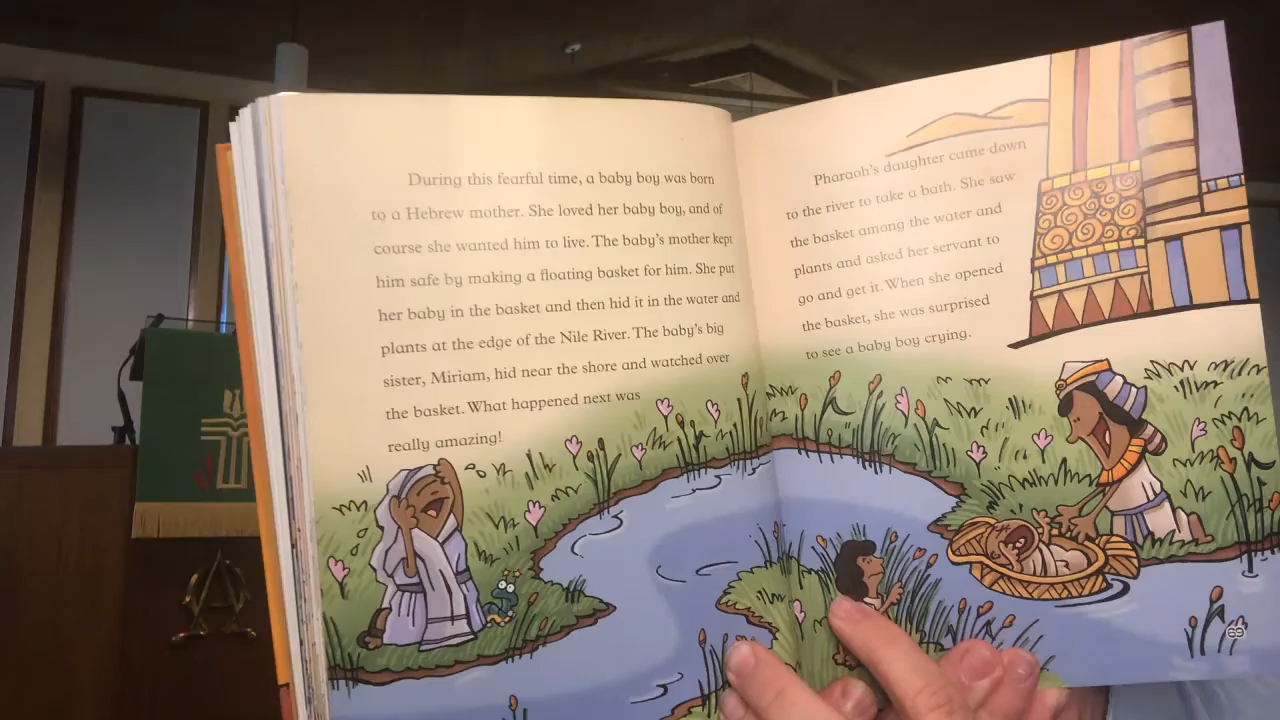 During this fearful time, a baby boy was born
to a Hebrew mother. She loved her baby boy, and of
course she wanted him to live. The baby's mother kept
him safe by making a floating basket for him. She put
her baby in the basket and then hid it in the water and
plants at the edge of the Nile River. The baby's big
sister, Miriam, hid near the shore and watched over
the basket. What happened next was
really amazing!
Pharaoh's daughter came down
to the river to take a bath. She saw
the basket among the water and
plants and asked her servant to
go and get it. When she opened
the basket, she was surprised
to see a baby boy crying.
69